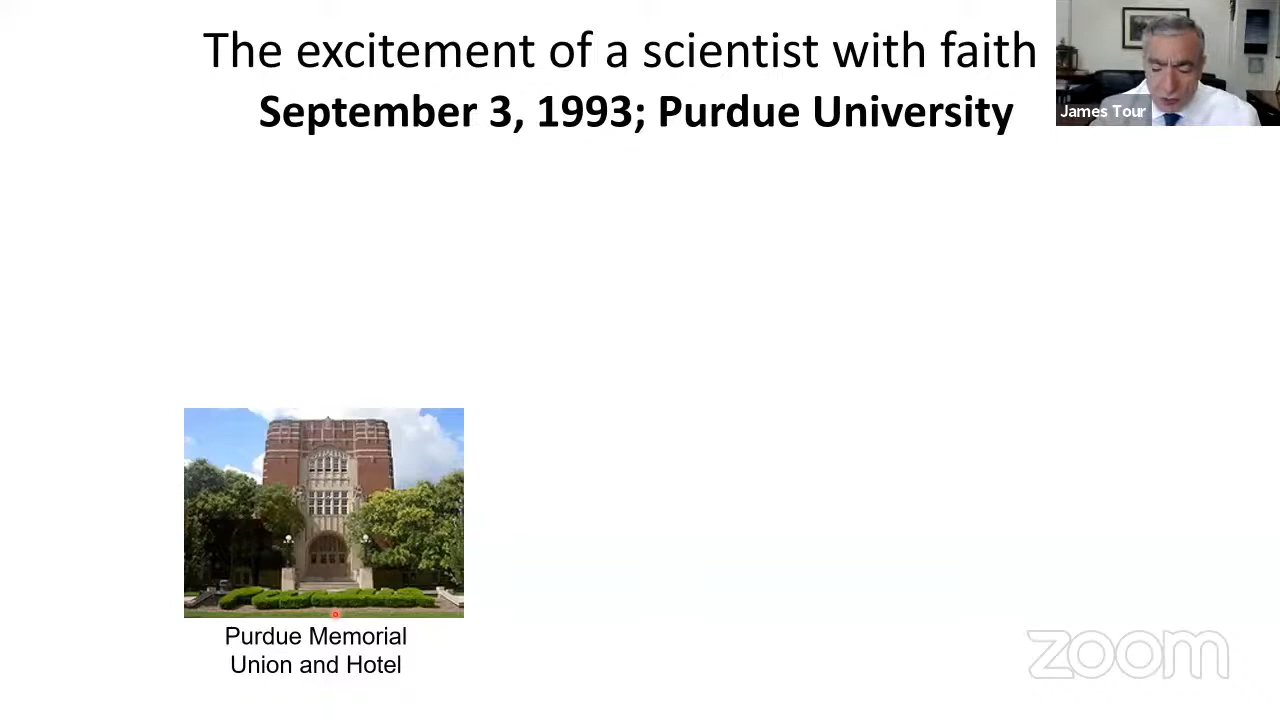 The excitement of a scientist with faith
September 3, 1993; Purdue University
James Tour
Purdue Memorial
Union and Hotel
zoom